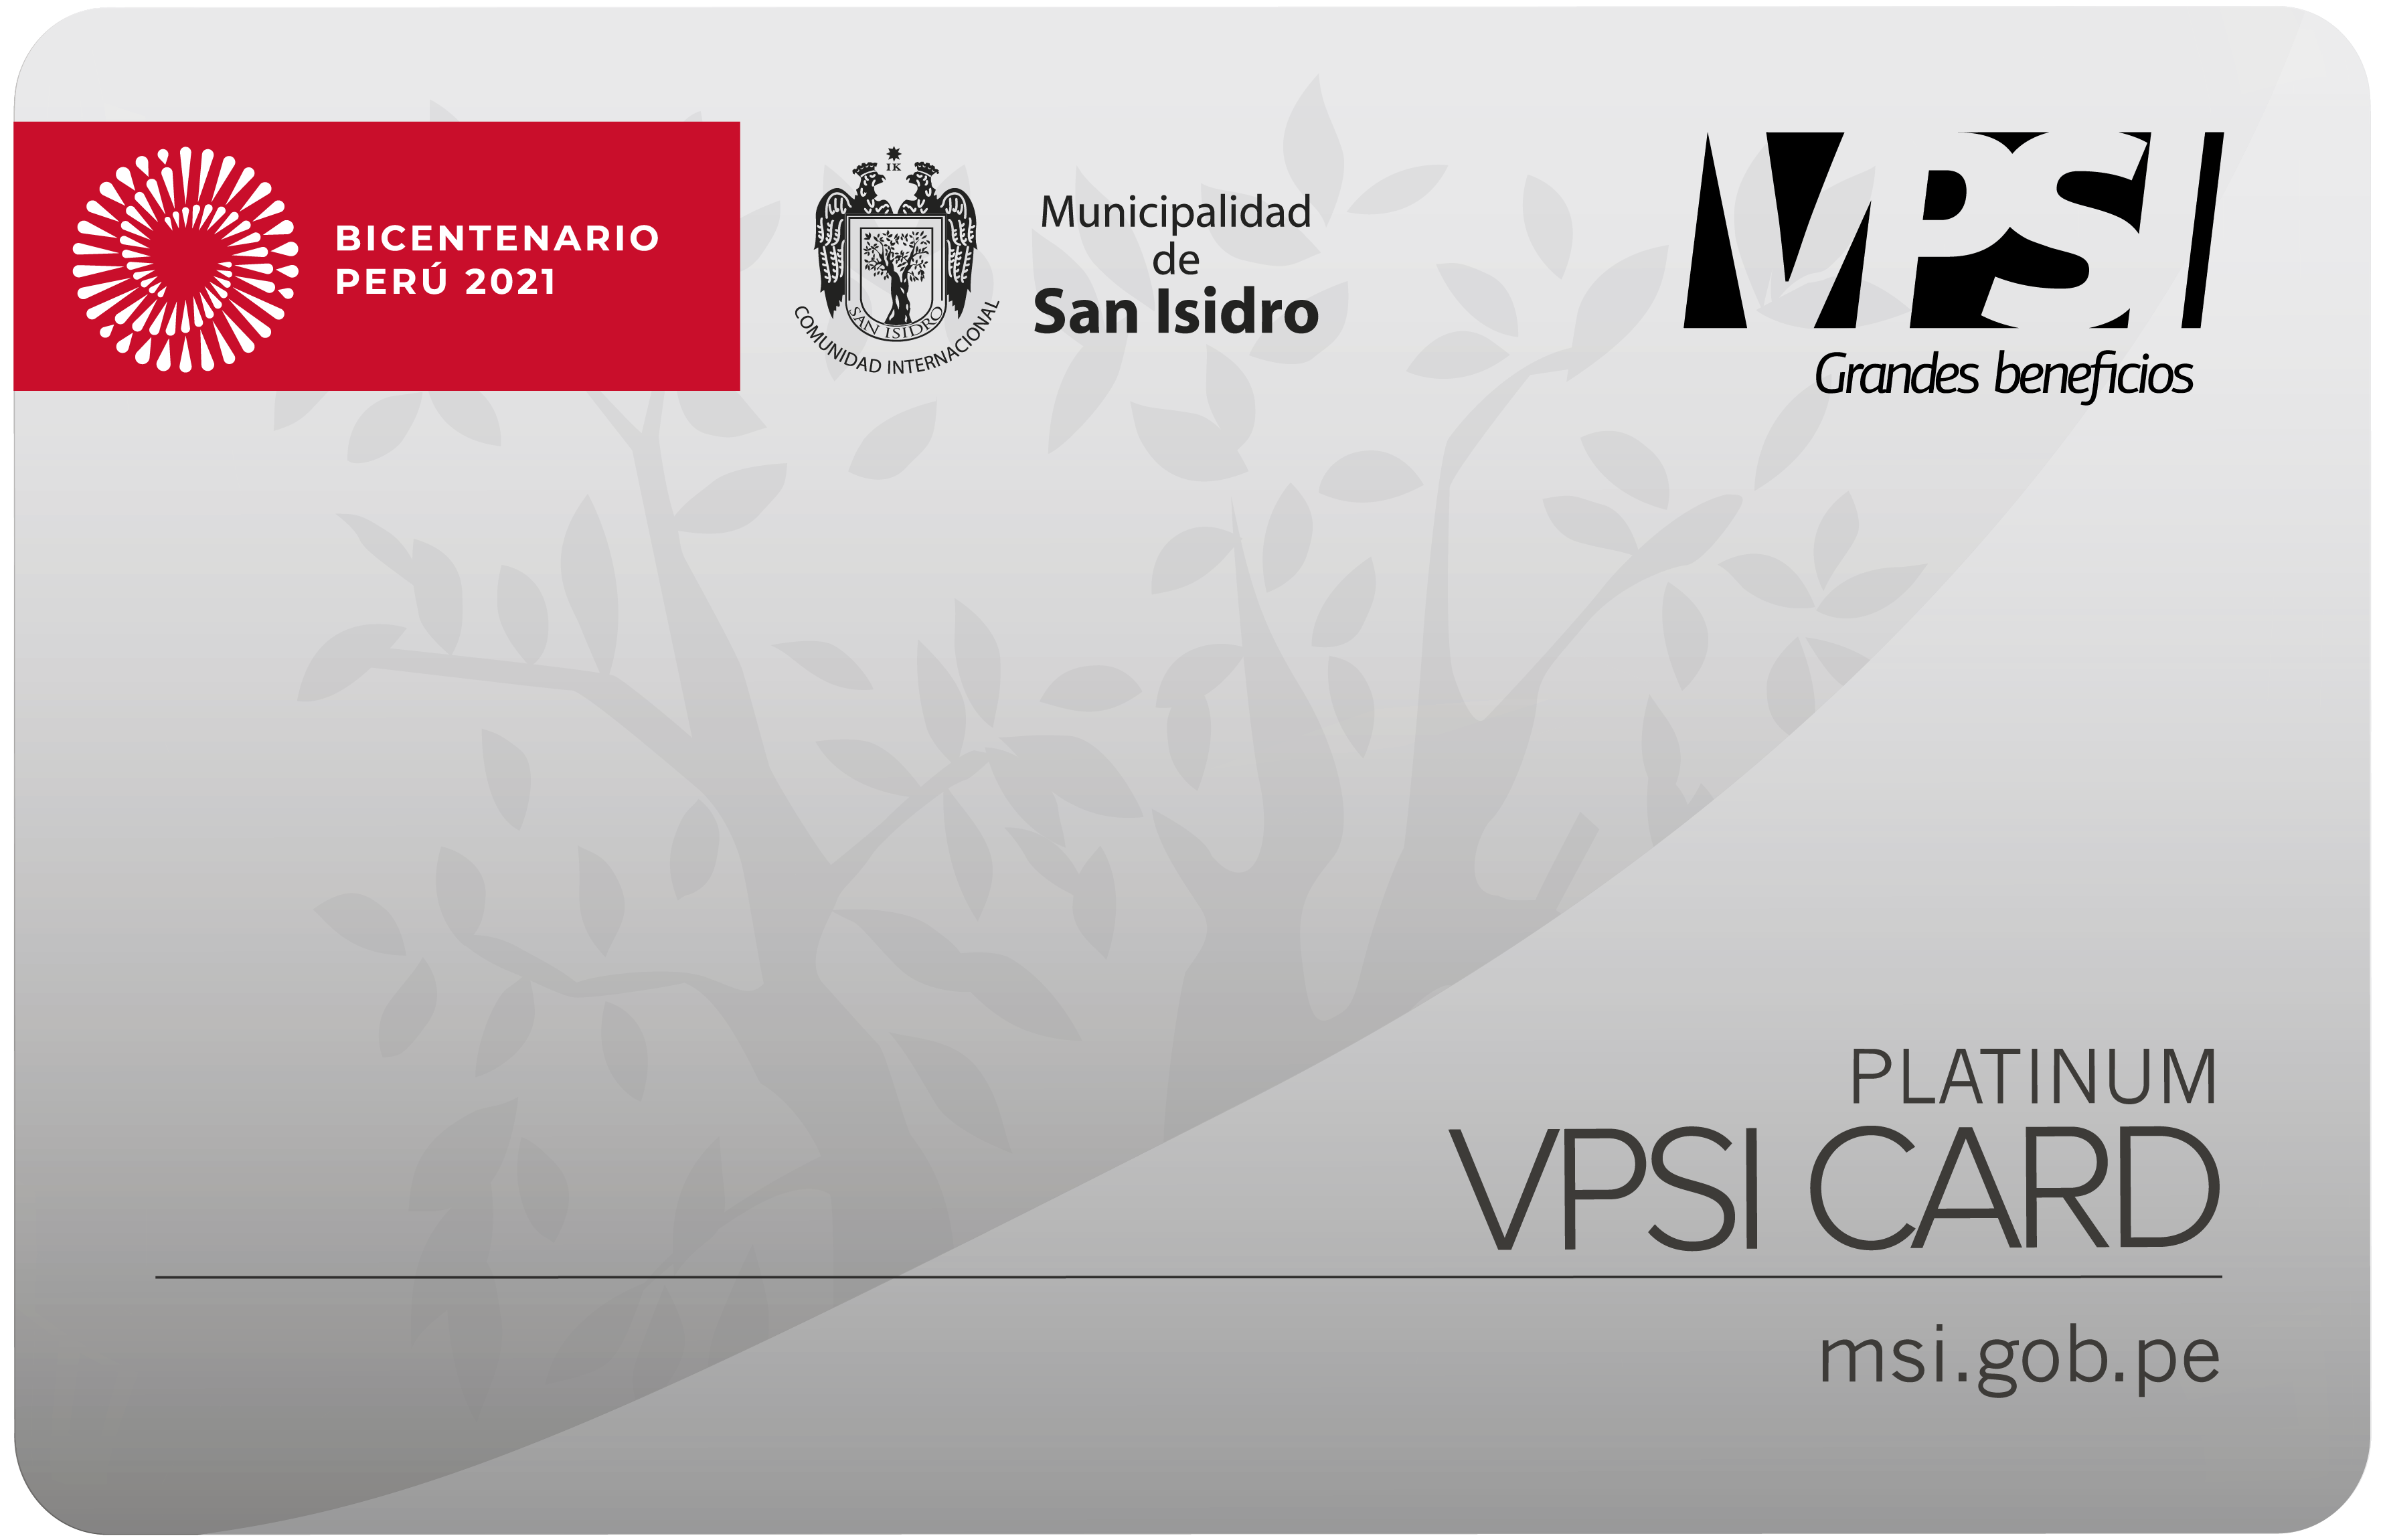 BICENTENARIO
PERÚ 2021
IK
SAN ISIDRO
COMUNIDAD INTERNACIONAL
Municipalidad
de
San Isidro
VPSI
Grandes beneficios
PLATINUM
VPSI CARD
msi.gob.pe